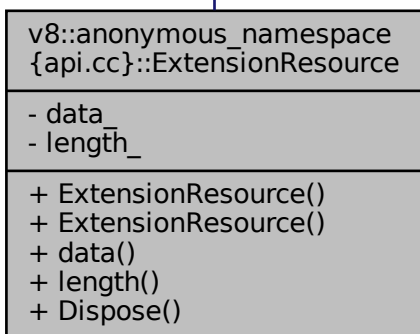 v8::anonymous_namespace
{api.cc}::ExtensionResource
- data_
- length_
+ ExtensionResource()
+ ExtensionResource()
+ data()
+ length()
+ Dispose()